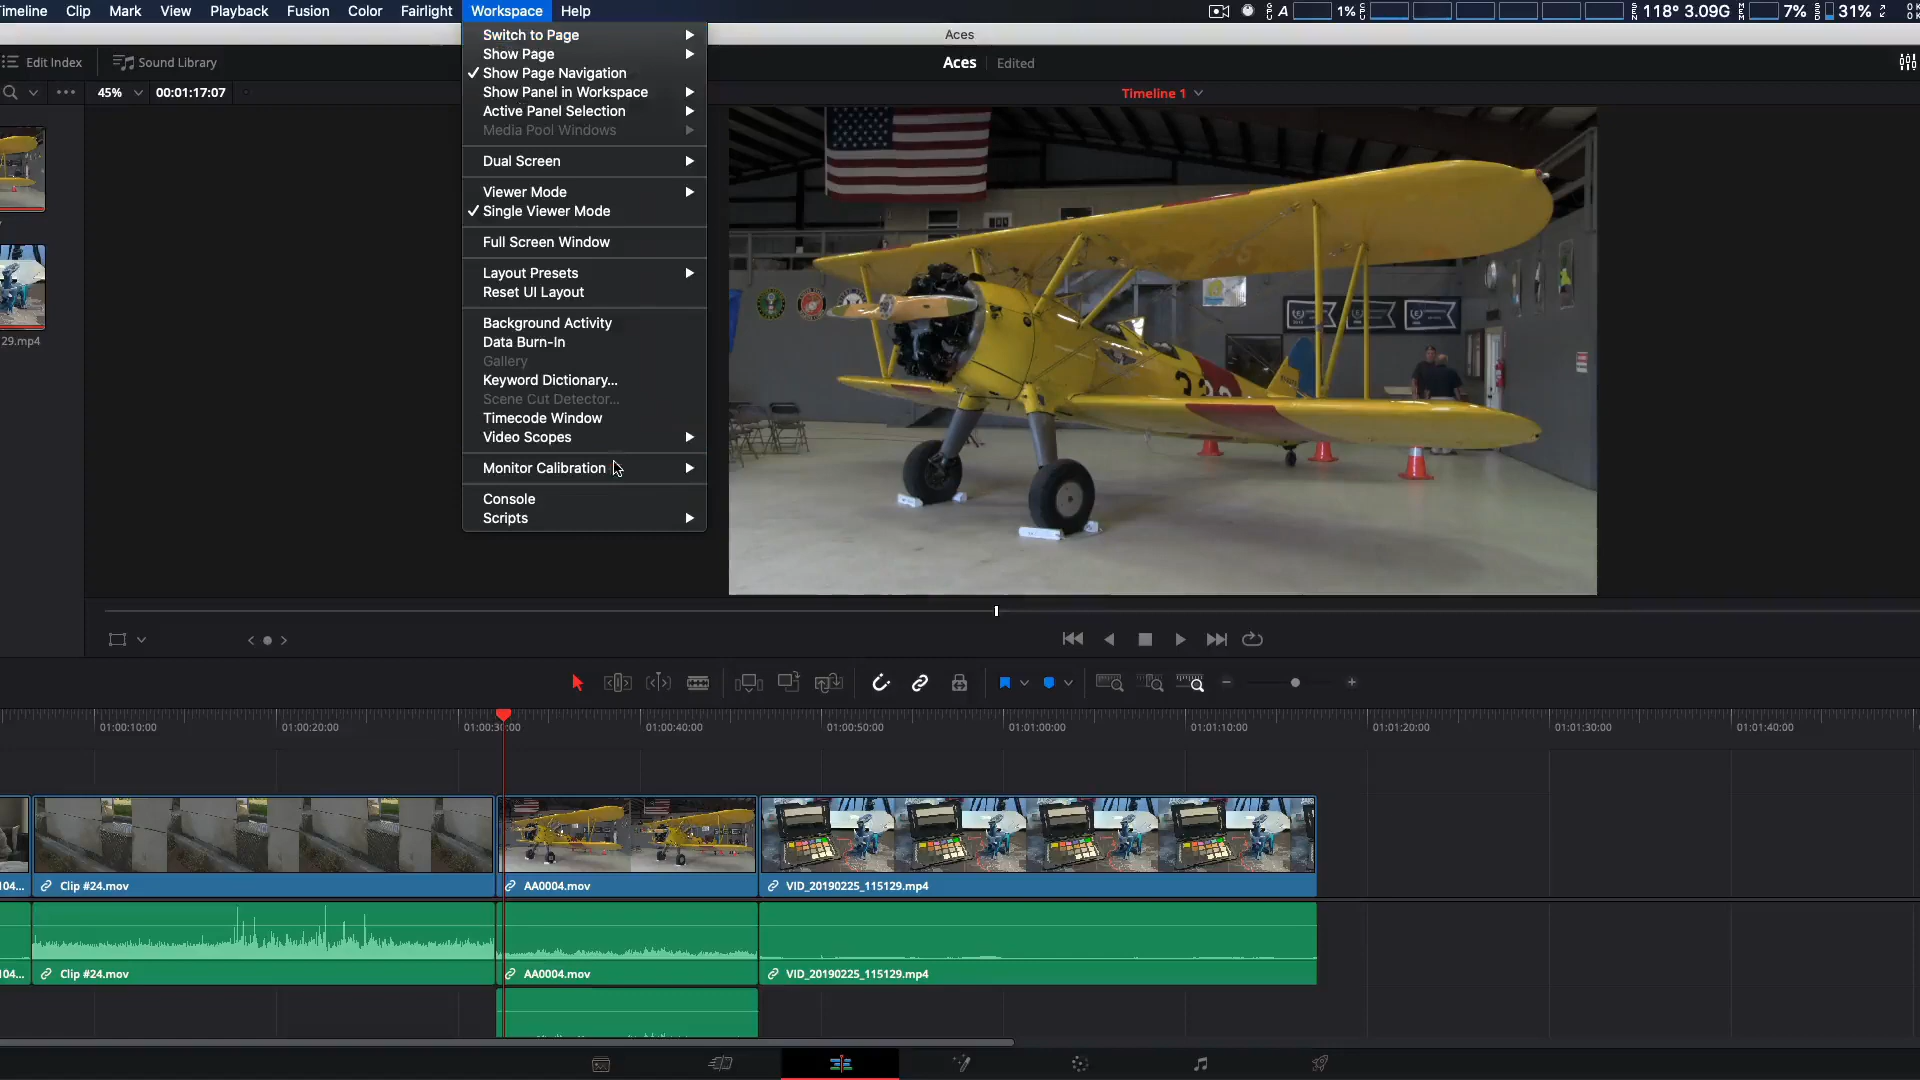 Timeline Clip Mark View Playback Fusion Color Fairlight Workspace Help
A 1% 118° 3.09G 7% 31%
Switch to Page
Show Page
Show Page Navigation
Show Panel in Workspace
Active Panel Selection
Media Pool Windows
Dual Screen
Viewer Mode
Single Viewer Mode
Full Screen Window
Layout Presets
Reset UI Layout
Background Activity
Data Burn-In
Gallery
Keyword Dictionary...
Scene Cut Detector...
Timecode Window
Video Scopes
Monitor Calibration
Console
Scripts
Aces
Edit Index Sound Library
Aces Edited
45% 00:01:17:07
Timeline 1
29.mp4
01:00:10:00 01:00:20:00 01:00:30:00 01:00:40:00 01:00:50:00 01:01:00:00 01:01:10:00 01:01:20:00 01:01:30:00 01:01:40:00
104... Clip #24.mov AA0004.mov VID_20190225_115129.mp4
104... Clip #24.mov AA0004.mov VID_20190225_115129.mp4